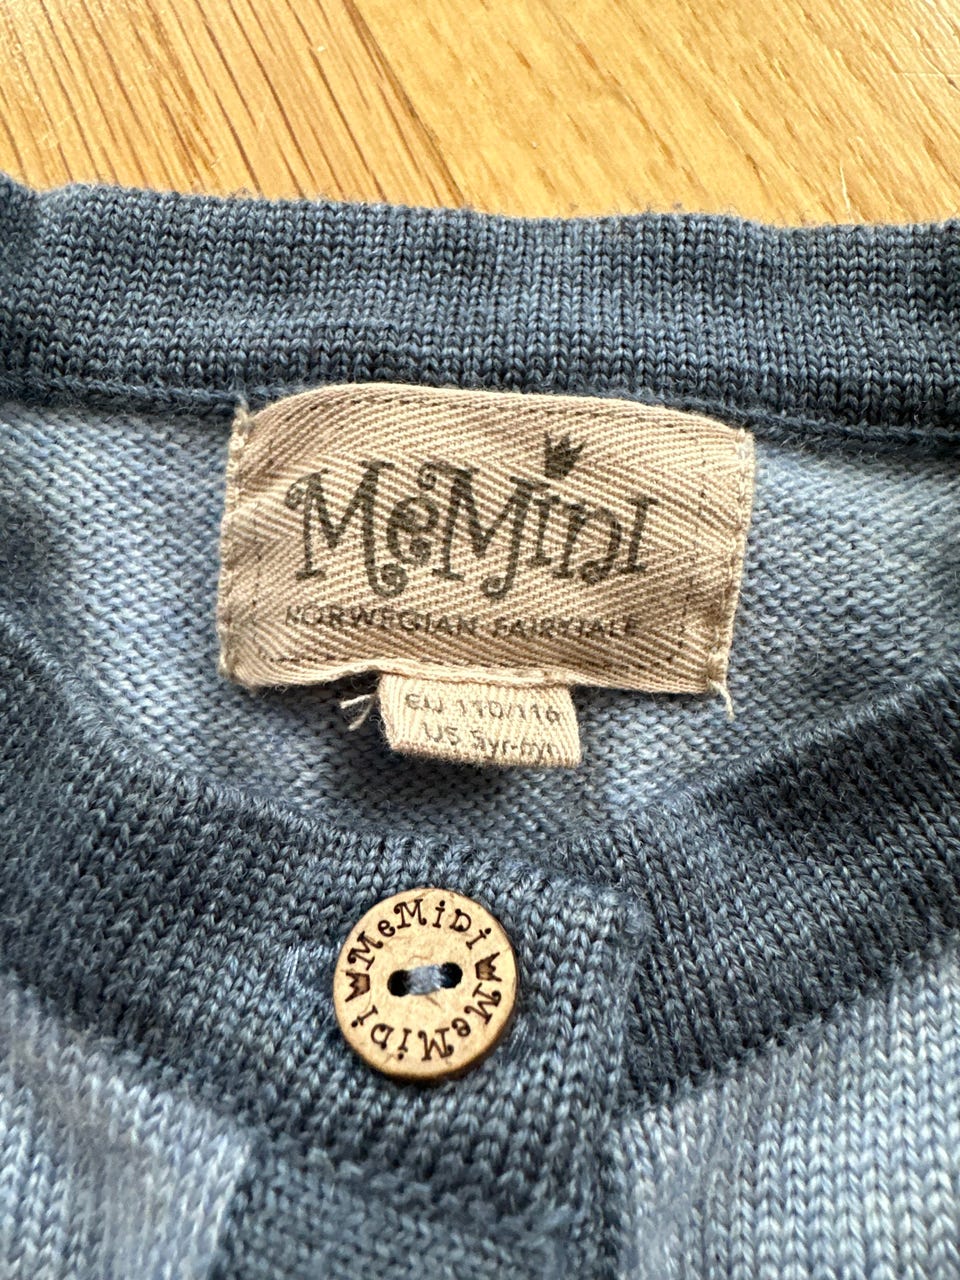 MeMini
NORWEGIAN FAIRYTALE
EU 110/116
US 5yr-6yr
MeMini MeMini